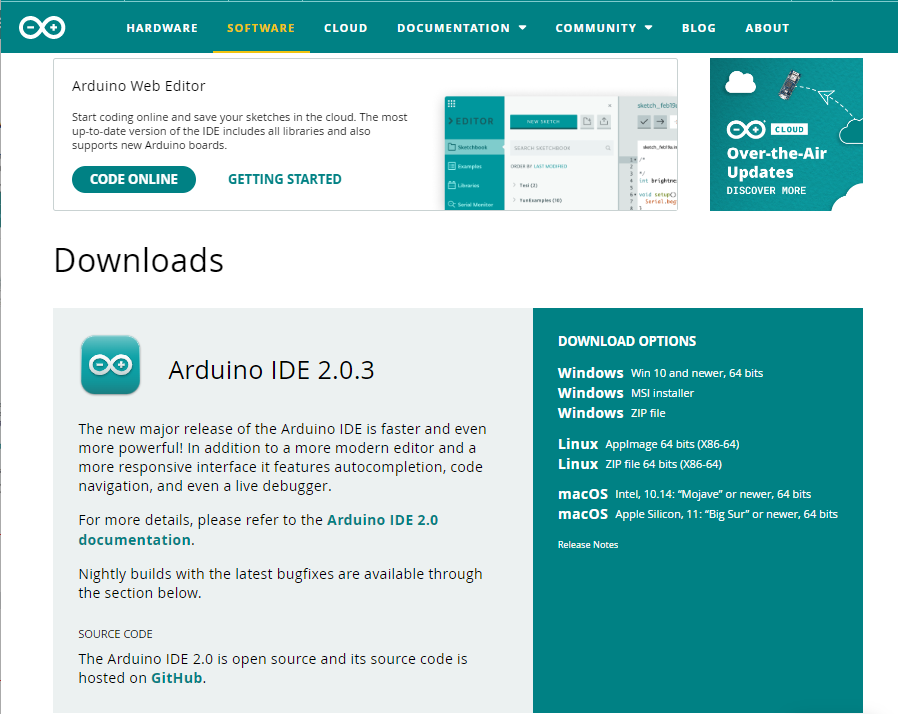 HARDWARE SOFTWARE CLOUD DOCUMENTATION COMMUNITY BLOG ABOUT
Arduino Web Editor
Start coding online and save your sketches in the cloud. The most
up-to-date version of the IDE includes all libraries and also
supports new Arduino boards.
CODE ONLINE GETTING STARTED
EDITOR
Sketchbook
Examples
Libraries
Serial Monitor
NEW SKETCH
SEARCH SKETCHBOOK
ORDER BY LAST MODIFIED
Test (2)
YunExamples (10)
/*
*/
int brightnes
void setup()
Serial.beg
}
CLOUD
Over-the-Air
Updates
DISCOVER MORE
Downloads
Arduino IDE 2.0.3
The new major release of the Arduino IDE is faster and even
more powerful! In addition to a more modern editor and a
more responsive interface it features autocompletion, code
navigation, and even a live debugger.
For more details, please refer to the Arduino IDE 2.0
documentation.
Nightly builds with the latest bugfixes are available through
the section below.
SOURCE CODE
The Arduino IDE 2.0 is open source and its source code is
hosted on GitHub.
DOWNLOAD OPTIONS
Windows Win 10 and newer, 64 bits
Windows MSI installer
Windows ZIP file
Linux AppImage 64 bits (X86-64)
Linux ZIP file 64 bits (X86-64)
macOS Intel, 10.14: “Mojave” or newer, 64 bits
macOS Apple Silicon, 11: “Big Sur” or newer, 64 bits
Release Notes